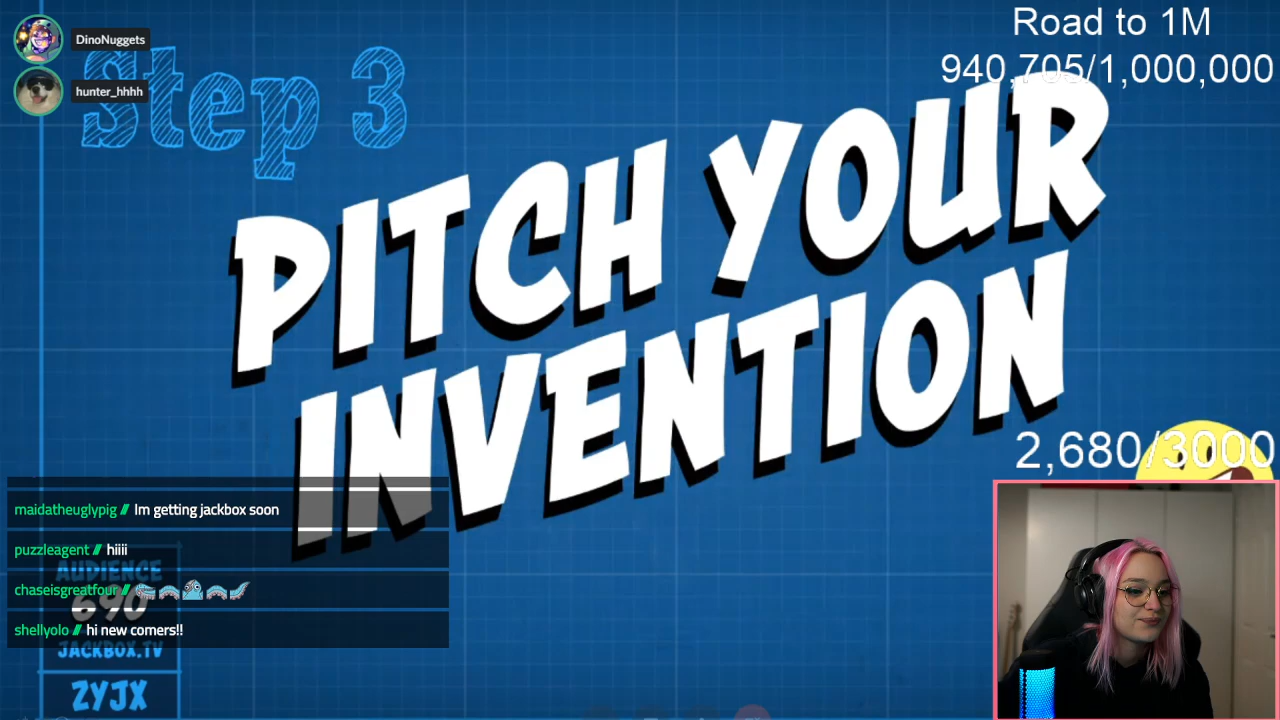 DinoNuggets
hunter_hhhh
Step 3
Road to 1M
940,705/1,000,000
PITCH YOUR
INVENTION
2,680/3000
maidatheuglypig // Im getting jackbox soon
puzzleagent // hiiii
chaseisgreatfour //
shellyolo // hi new comers!!
AUDIENCE
690
JACKBOX.TV
ZYJX